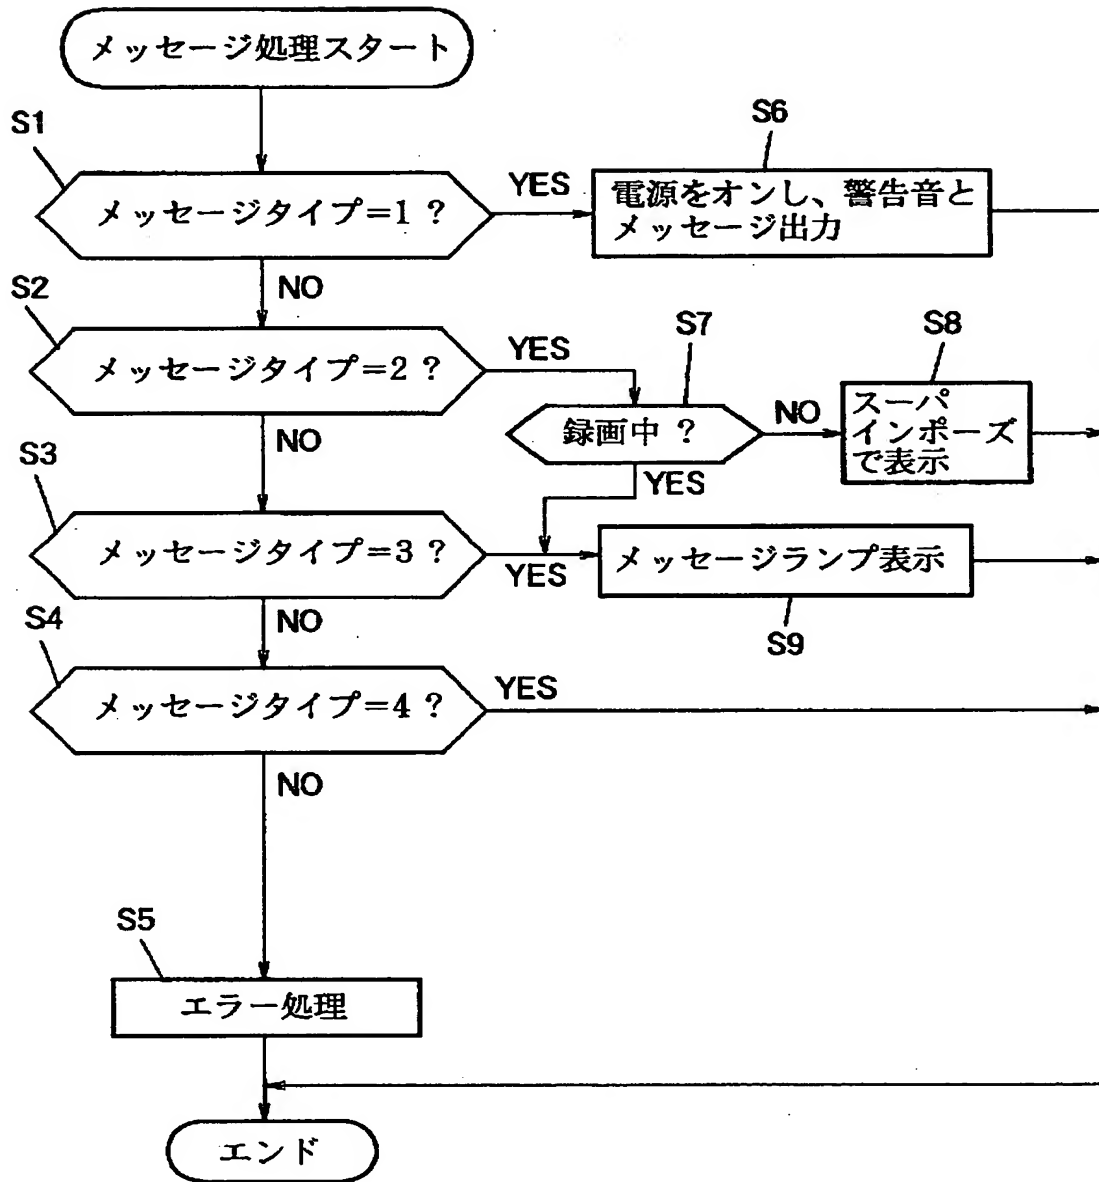 メッセージ処理スタート
S1
メッセージタイプ=1 ?
YES
S6
電源をオンし、警告音と
メッセージ出力
NO
S2
メッセージタイプ=2 ?
YES
S7
録画中 ?
NO
S8
スーパ
インポーズ
で表示
YES
NO
S3
メッセージタイプ=3 ?
YES
メッセージランプ表示
S9
NO
S4
メッセージタイプ=4 ?
YES
NO
S5
エラー処理
エンド